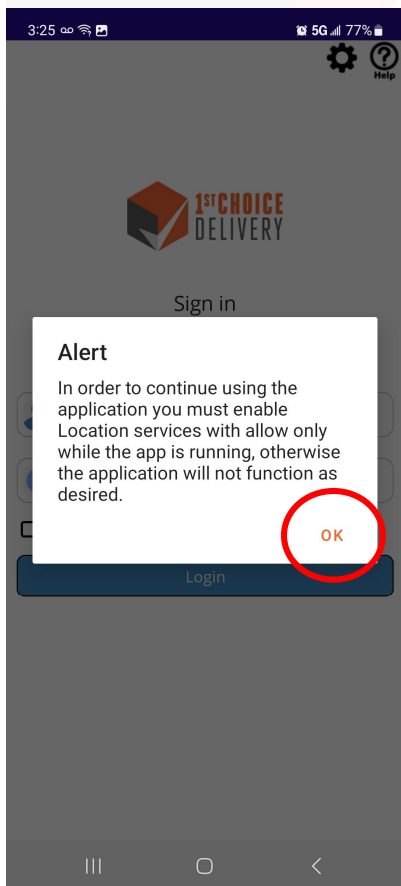 3:25 5G 77%
Help
1ST CHOICE
DELIVERY
Sign in
Alert
In order to continue using the
application you must enable
Location services with allow only
while the app is running, otherwise
the application will not function as
desired.
OK
Login